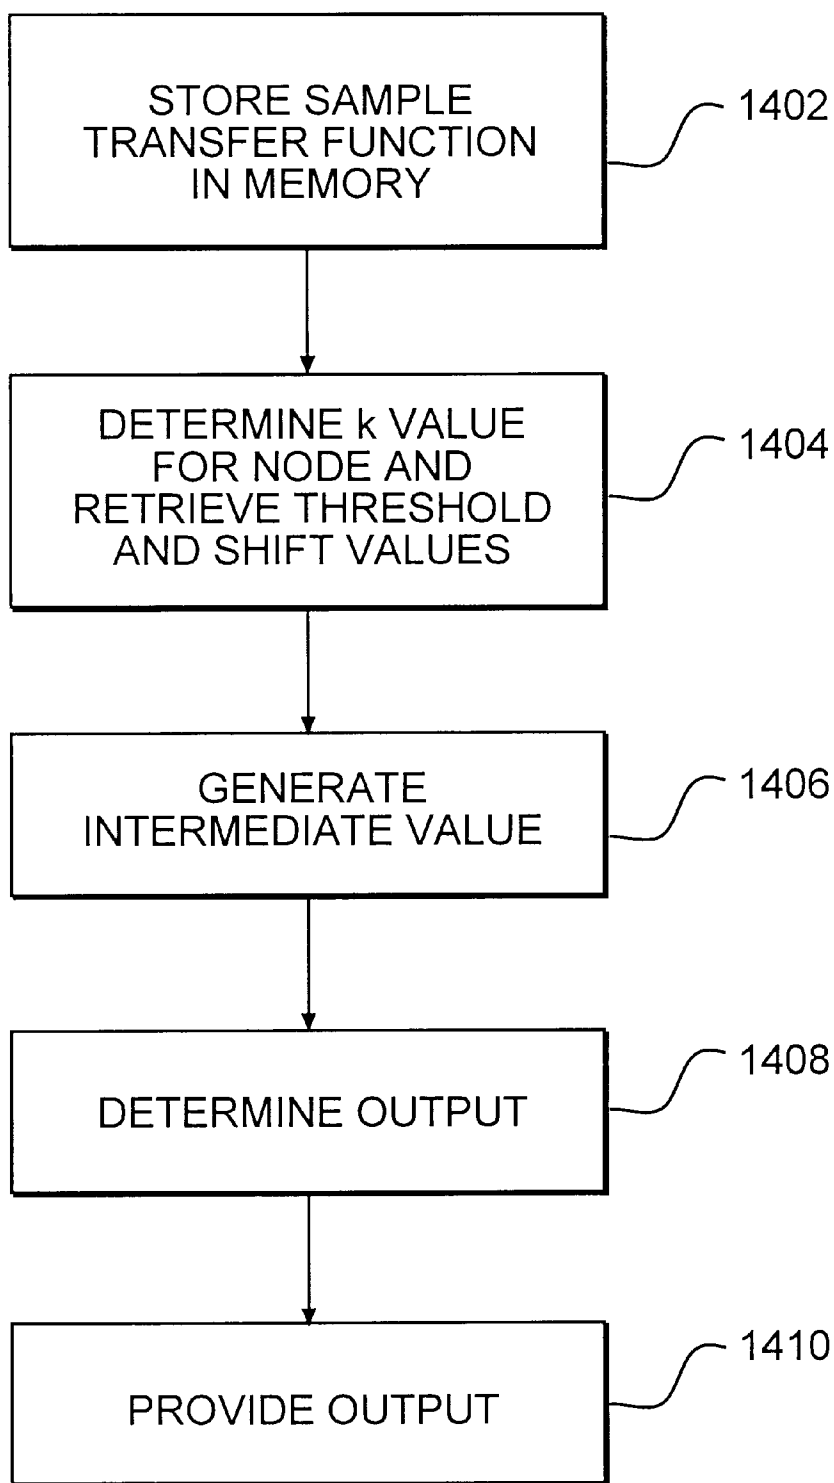 STORE SAMPLE
TRANSFER FUNCTION
IN MEMORY
1402
DETERMINE k VALUE
FOR NODE AND
RETRIEVE THRESHOLD
AND SHIFT VALUES
1404
GENERATE
INTERMEDIATE VALUE
1406
DETERMINE OUTPUT
1408
PROVIDE OUTPUT
1410